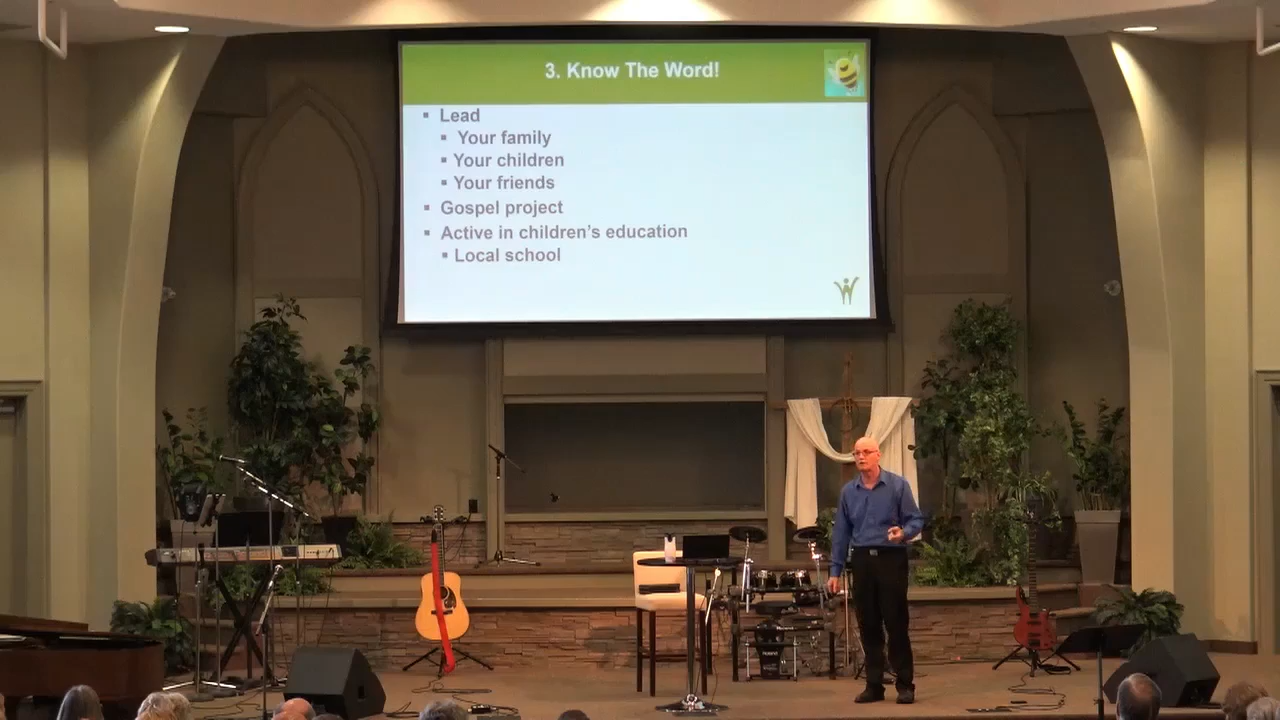 3. Know The Word!
Lead
Your family
Your children
Your friends
Gospel project
Active in children's education
Local school